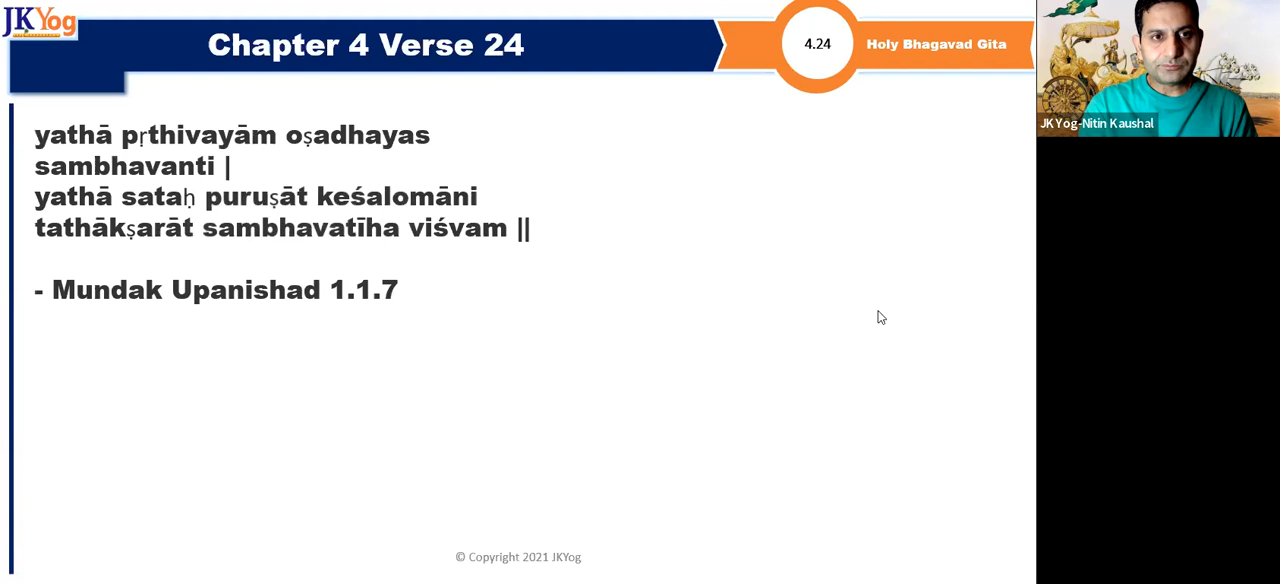 JKYog
Chapter 4 Verse 24
4.24
Holy Bhagavad Gita
JKYog-Nitin Kaushal
yathā pṛthivayām oṣadhayas
sambhavanti |
yathā sataḥ puruṣāt keśalomāni
tathākṣarāt sambhavatīha viśvam ||
- Mundak Upanishad 1.1.7
© Copyright 2021 JKYog